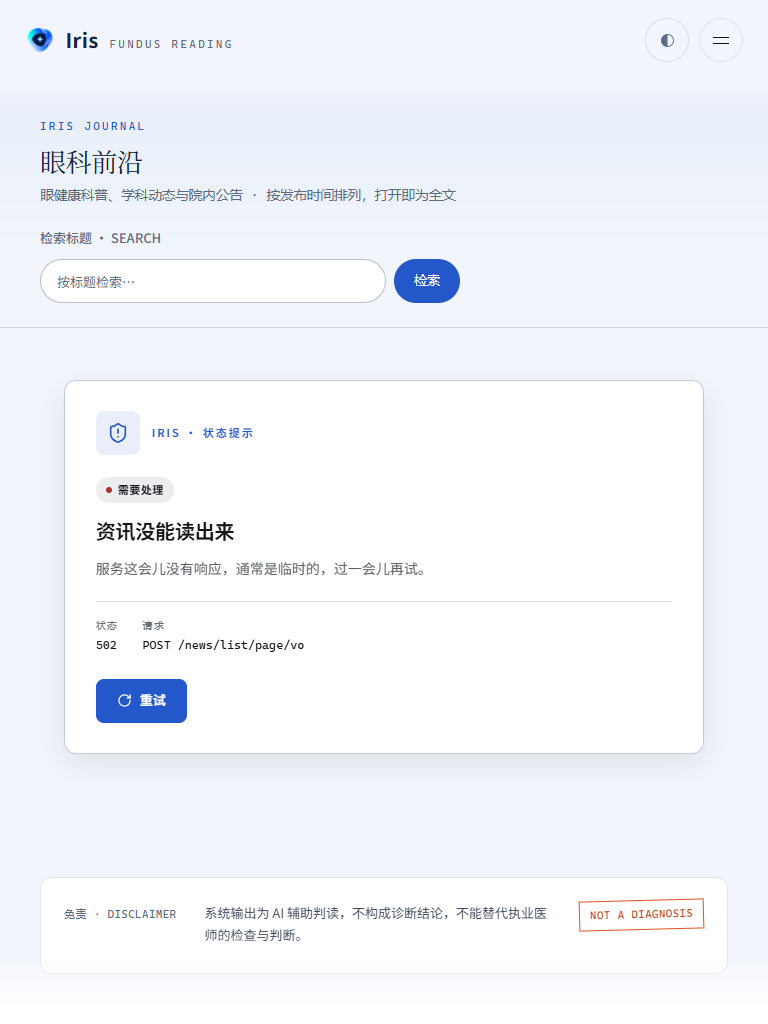 Iris FUNDUS READING
IRIS JOURNAL
眼科前沿
眼健康科普、学科动态与院内公告 · 按发布时间排列，打开即为全文
检索标题 · SEARCH
按标题检索… 检索
IRIS · 状态提示
需要处理
资讯没能读出来
服务这会儿没有响应，通常是临时的，过一会儿再试。
状态 请求
502 POST /news/list/page/vo
重试
免责 · DISCLAIMER
系统输出为 AI 辅助判读，不构成诊断结论，不能替代执业医
师的检查与判断。
NOT A DIAGNOSIS